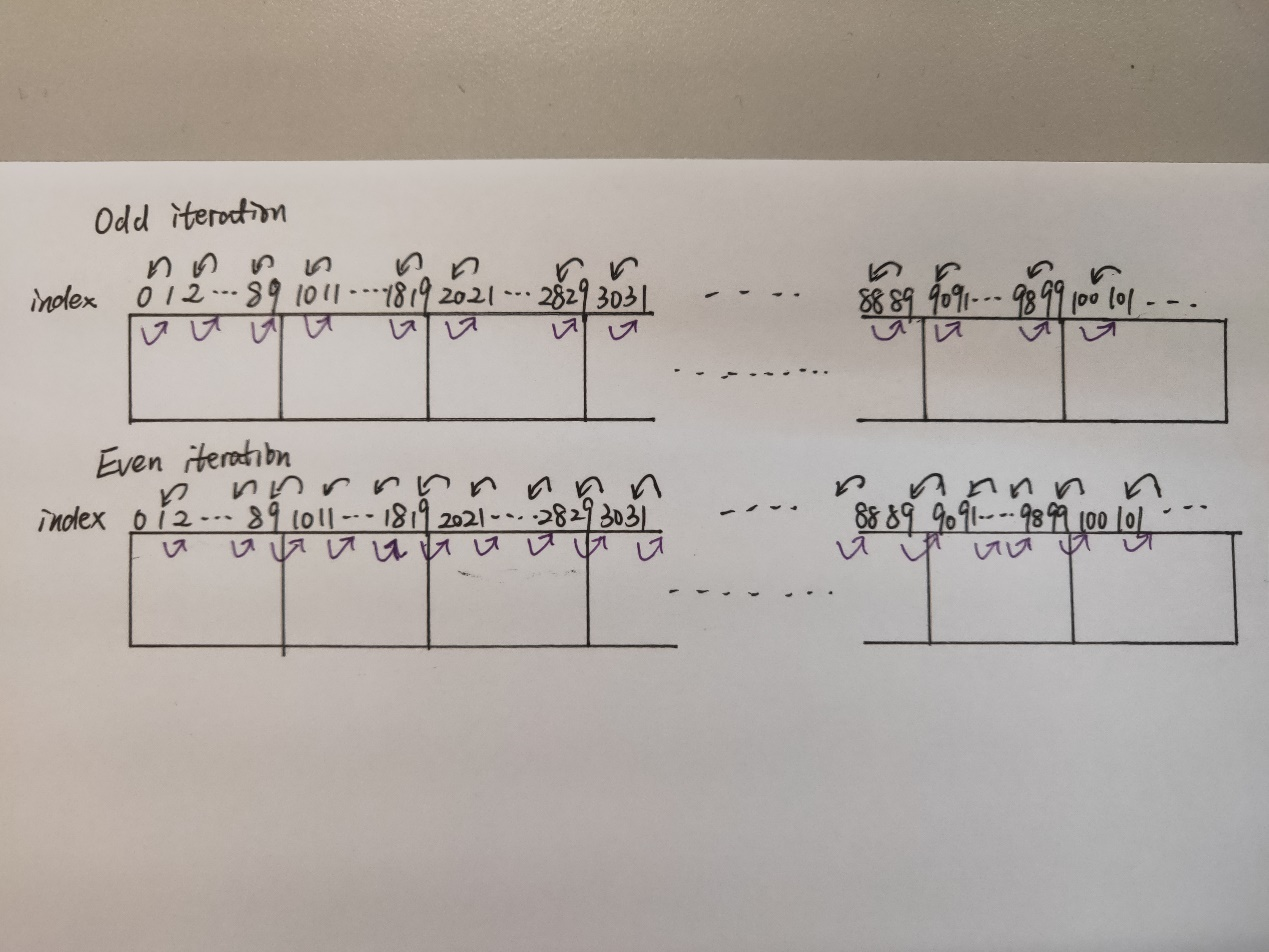 Odd iteration
index 0 1 2 ... 8 9 10 11 .... 18 19 20 21 ... 28 29 30 31 - - - - 88 89 90 91 ... 98 99 100 101 - - - -
Even iteration
index 0 1 2 ... 8 9 10 11 ... 18 19 20 21 .... 28 29 30 31 - - - - 88 89 90 91 ... 98 99 100 101 ...